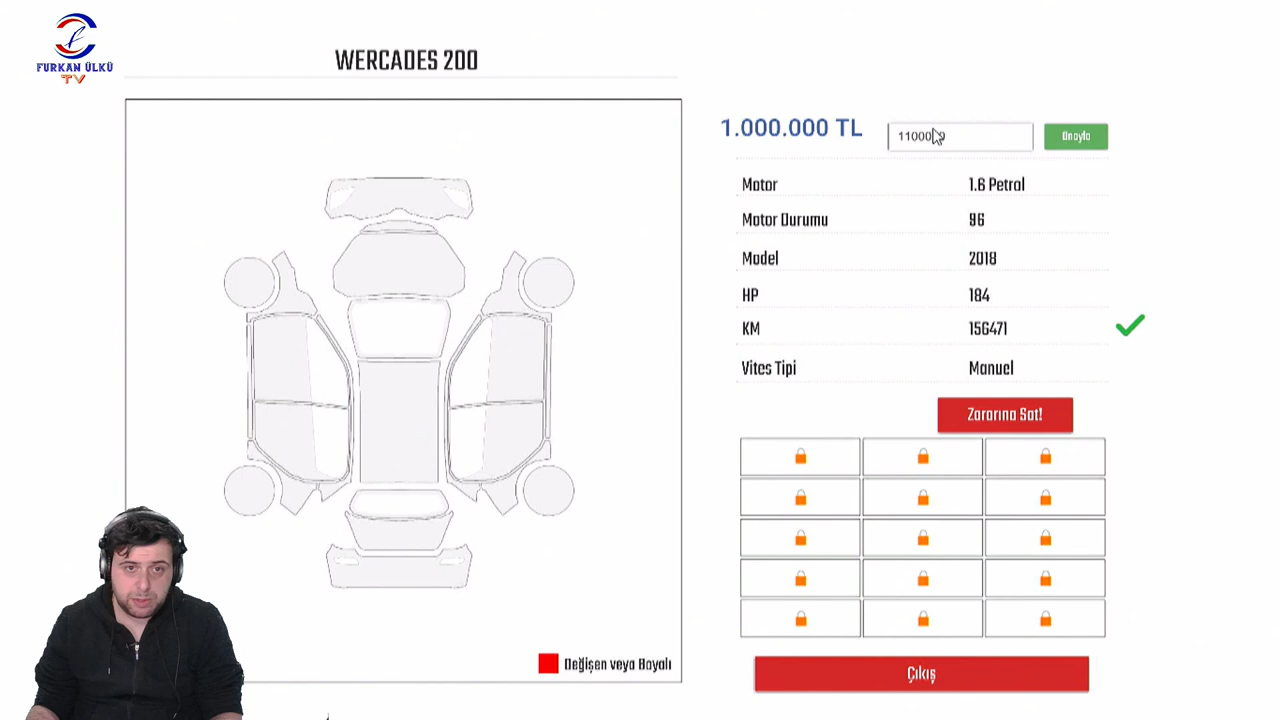 FURKAN ÜLKÜ
TV
WERCADES 200
1.000.000 TL
Onayla
Motor 1.6 Petrol
Motor Durumu 96
Model 2018
HP 184
KM 156471
Vites Tipi Manuel
Zararına Sat!
Değişen veya Boyalı
Çıkış